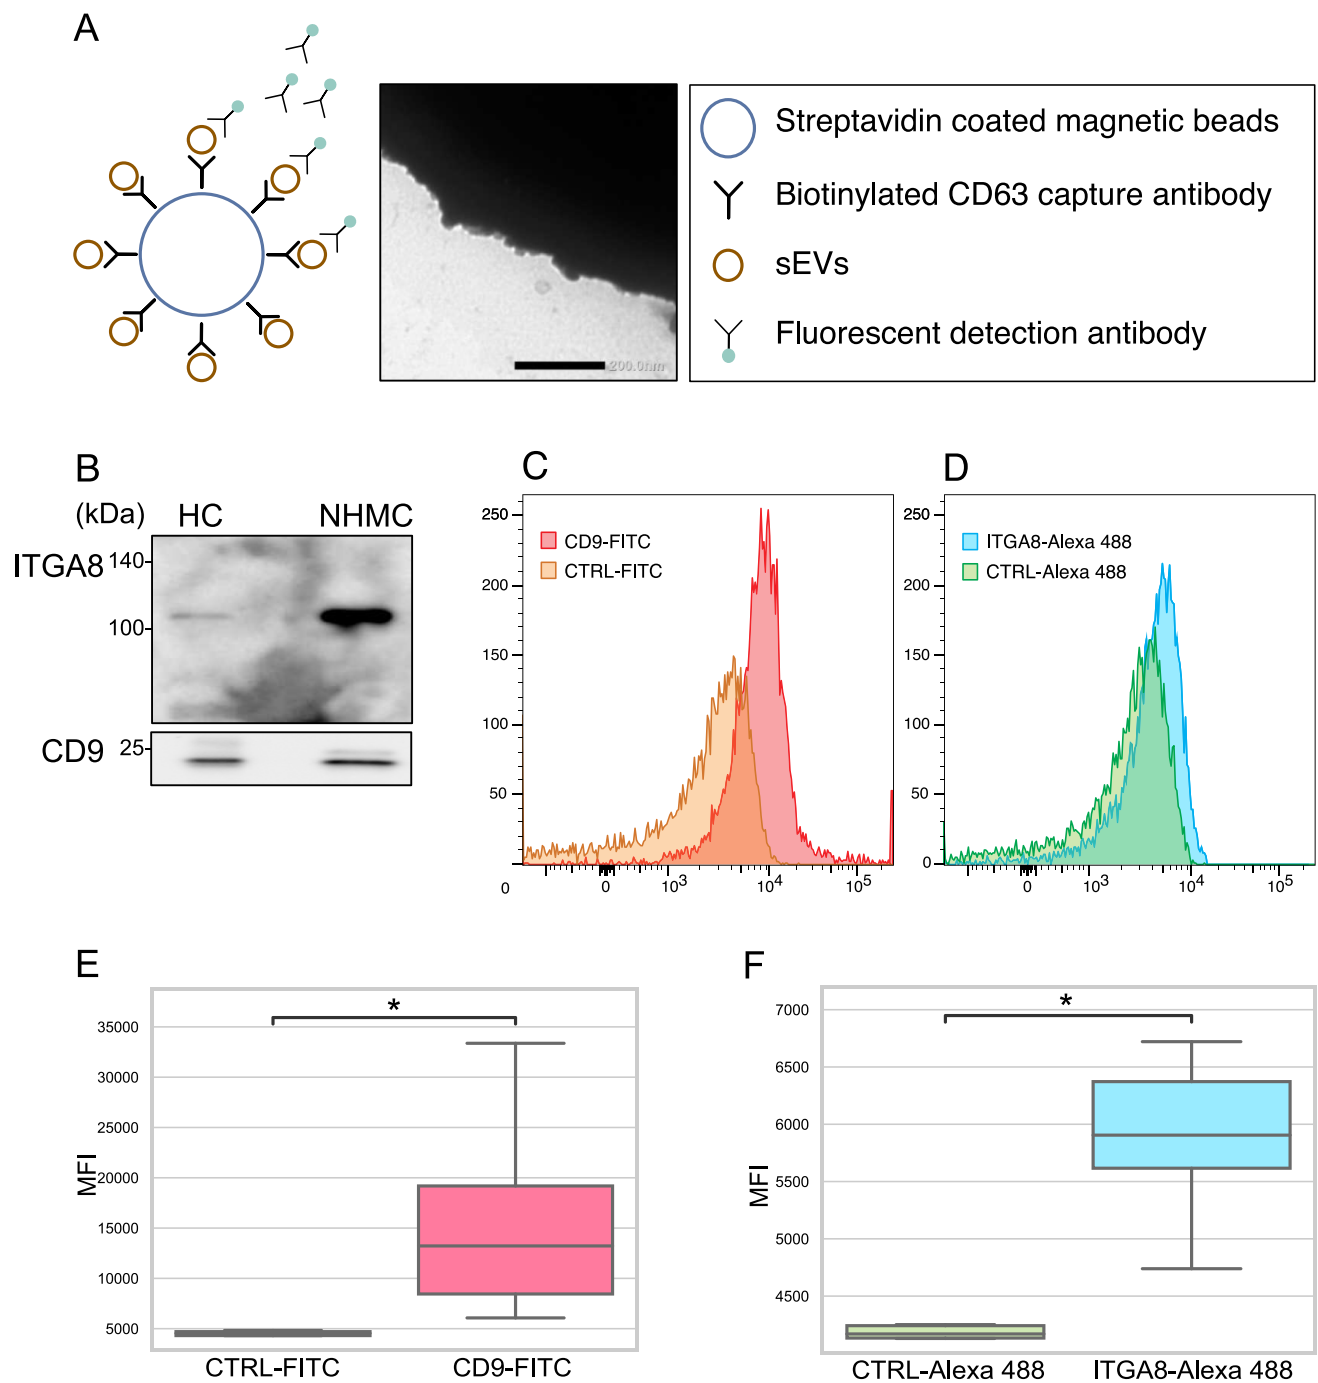 A
Streptavidin coated magnetic beads
Biotinylated CD63 capture antibody
sEVs
Fluorescent detection antibody
200.0nm
B
(kDa) HC NHMC
ITGA8 140
100
CD9 25
C
250
200
150
100
50
CD9-FITC
CTRL-FITC
0 0 10³ 10⁴ 10⁵
D
250
200
150
100
50
0
ITGA8-Alexa 488
CTRL-Alexa 488
0 10³ 10⁴ 10⁵
E
*
35000
30000
25000
20000
15000
10000
5000
MFI
CTRL-FITC CD9-FITC
F
*
7000
6500
6000
5500
5000
4500
MFI
CTRL-Alexa 488 ITGA8-Alexa 488